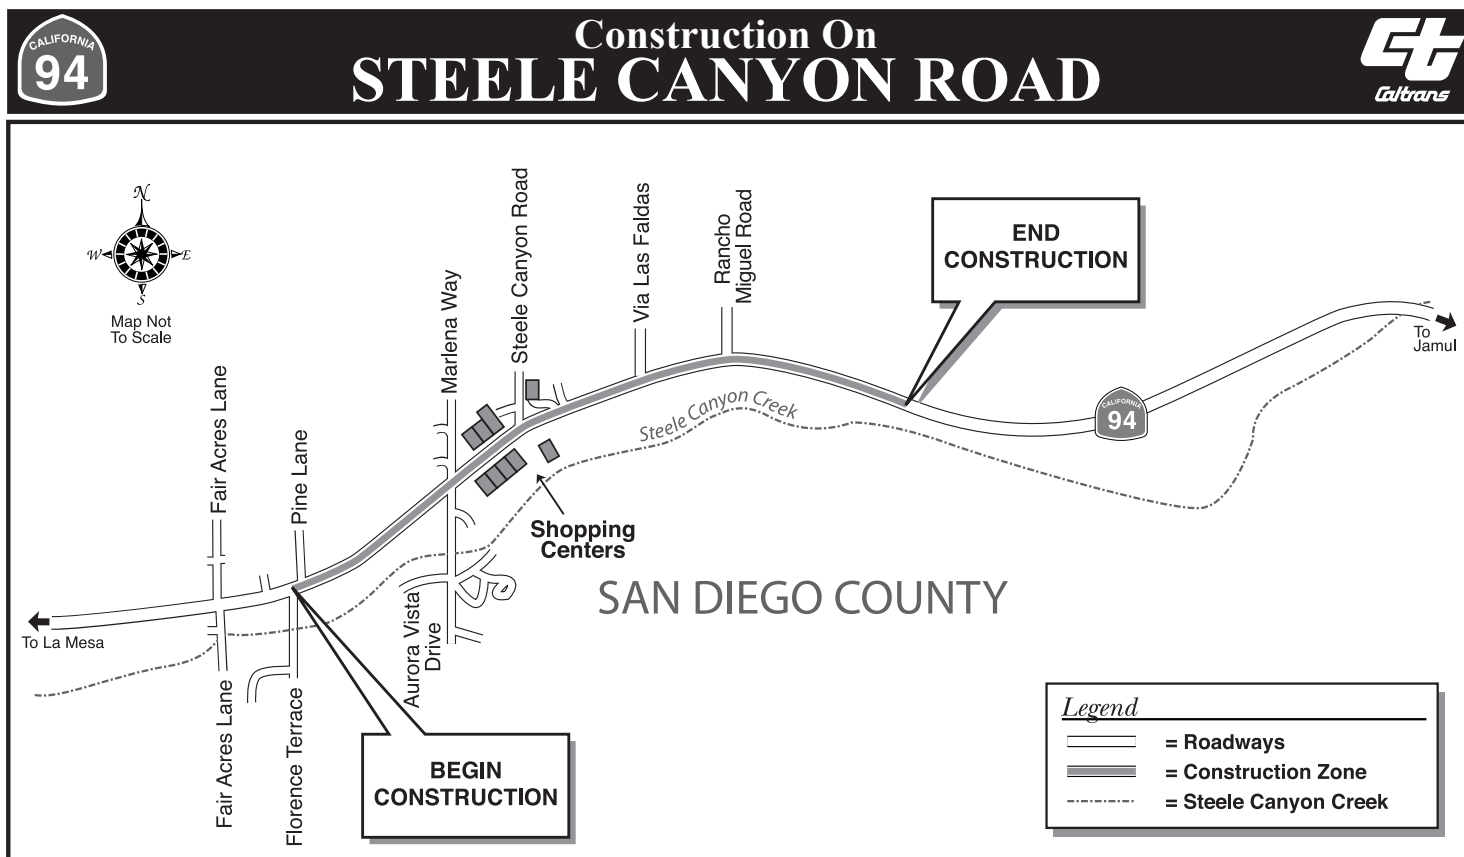 CALIFORNIA
94
Construction On
STEELE CANYON ROAD
Caltrans
N
W
E
S
Map Not
To Scale
Fair Acres Lane
Pine Lane
Marlena Way
Steele Canyon Road
Via Las Faldas
Rancho
Miguel Road
END
CONSTRUCTION
To
Jamul
CALIFORNIA
94
Steele Canyon Creek
Shopping
Centers
SAN DIEGO COUNTY
To La Mesa
Fair Acres Lane
Florence Terrace
Aurora Vista
Drive
BEGIN
CONSTRUCTION
Legend
= Roadways
= Construction Zone
= Steele Canyon Creek